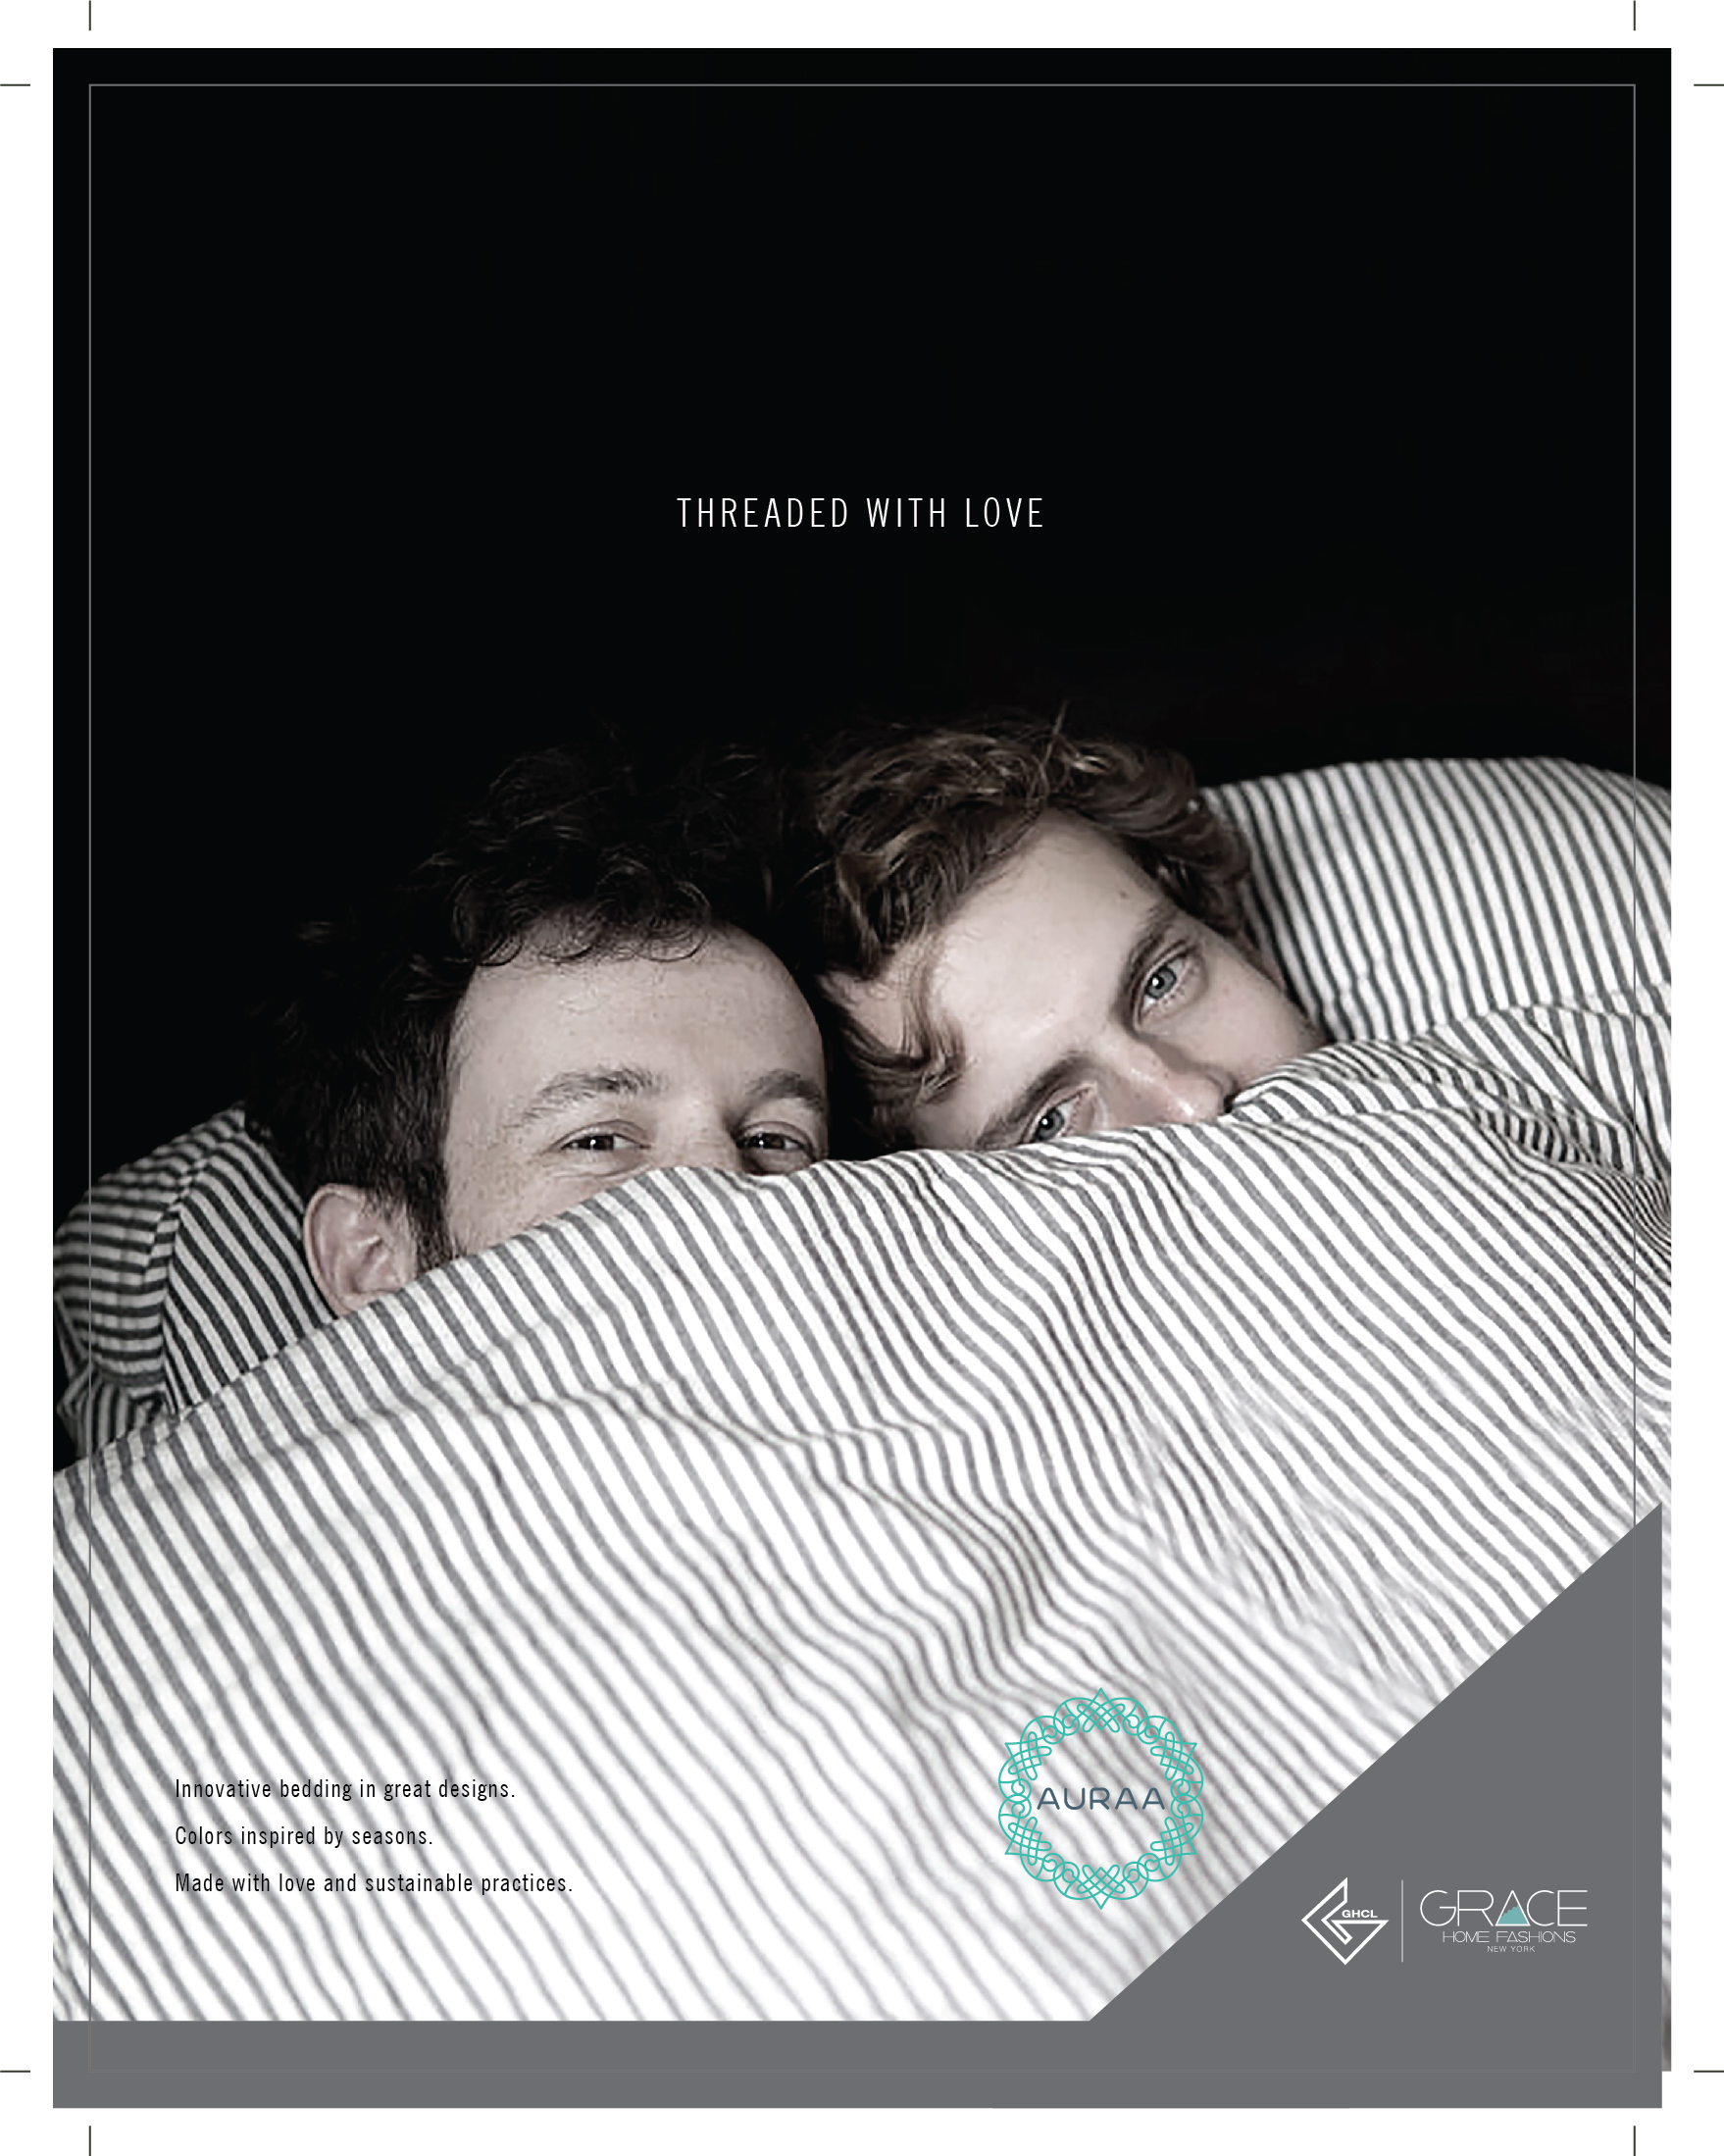 THREADED WITH LOVE
Innovative bedding in great designs.
Colors inspired by seasons.
Made with love and sustainable practices.
AURAA
GHCL
GRACE
HOME FASHIONS
NEW YORK